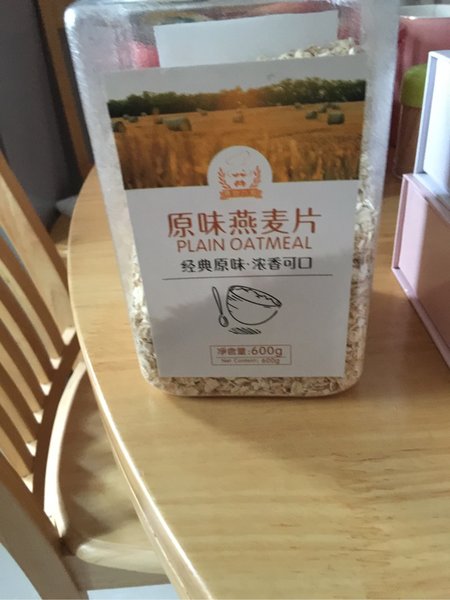 原味燕麦片
PLAIN OATMEAL
经典原味·浓香可口
净含量:600g
Net Contents: 600g